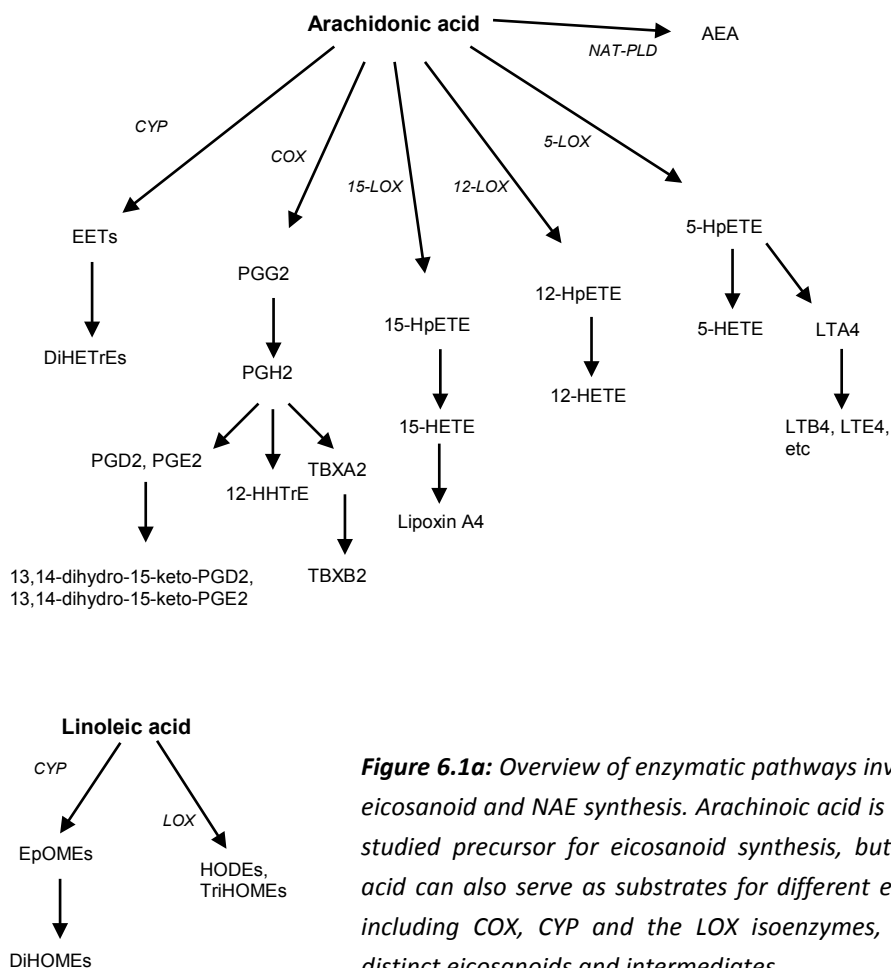 Arachidonic acid
NAT-PLD
AEA
CYP
COX
15-LOX
12-LOX
5-LOX
EETs
PGG2
15-HpETE
12-HpETE
5-HpETE
DiHETrEs
PGH2
15-HETE
12-HETE
5-HETE
LTA4
PGD2, PGE2
12-HHTrE
TBXA2
Lipoxin A4
LTB4, LTE4,
etc
13,14-dihydro-15-keto-PGD2,
13,14-dihydro-15-keto-PGE2
TBXB2
Linoleic acid
CYP
LOX
EpOMEs
HODEs,
TriHOMEs
DiHOMEs
Figure 6.1a: Overview of enzymatic pathways inv
eicosanoid and NAE synthesis. Arachinoic acid is
studied precursor for eicosanoid synthesis, but
acid can also serve as substrates for different e
including COX, CYP and the LOX isoenzymes,
distinct eicosanoids and intermediates